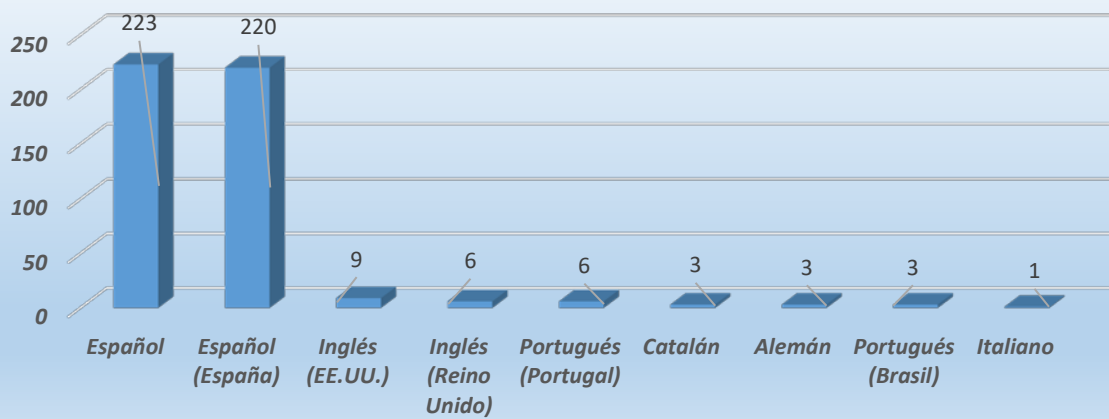 223
220
250
200
150
100
50
0
9
6
6
3
3
3
1
Español
Español
(España)
Inglés
(EE.UU.)
Inglés
(Reino
Unido)
Portugués
(Portugal)
Catalán
Alemán
Portugués
(Brasil)
Italiano